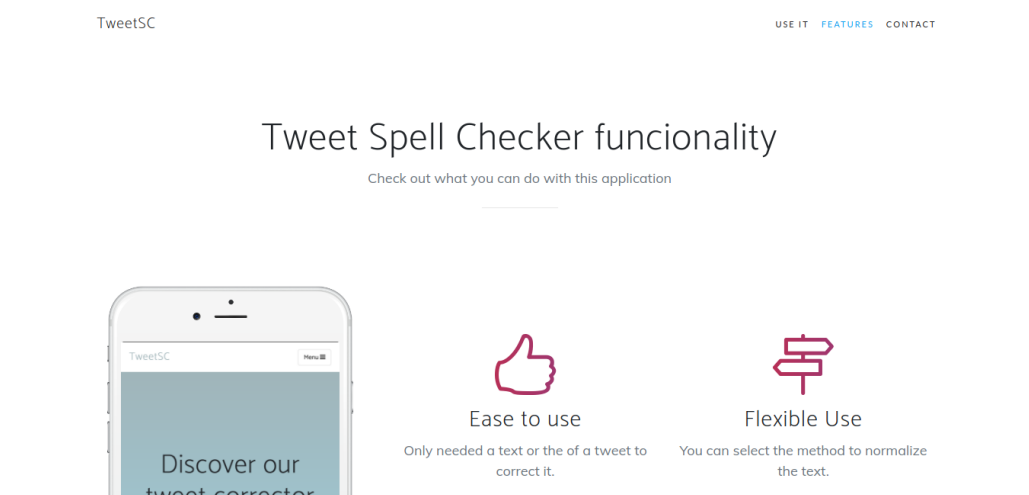 TweetSC
USE IT FEATURES CONTACT
Tweet Spell Checker funcionality
Check out what you can do with this application
TweetSC
Menu
Discover our
tweet corrector
Ease to use
Only needed a text or the of a tweet to
correct it.
Flexible Use
You can select the method to normalize
the text.